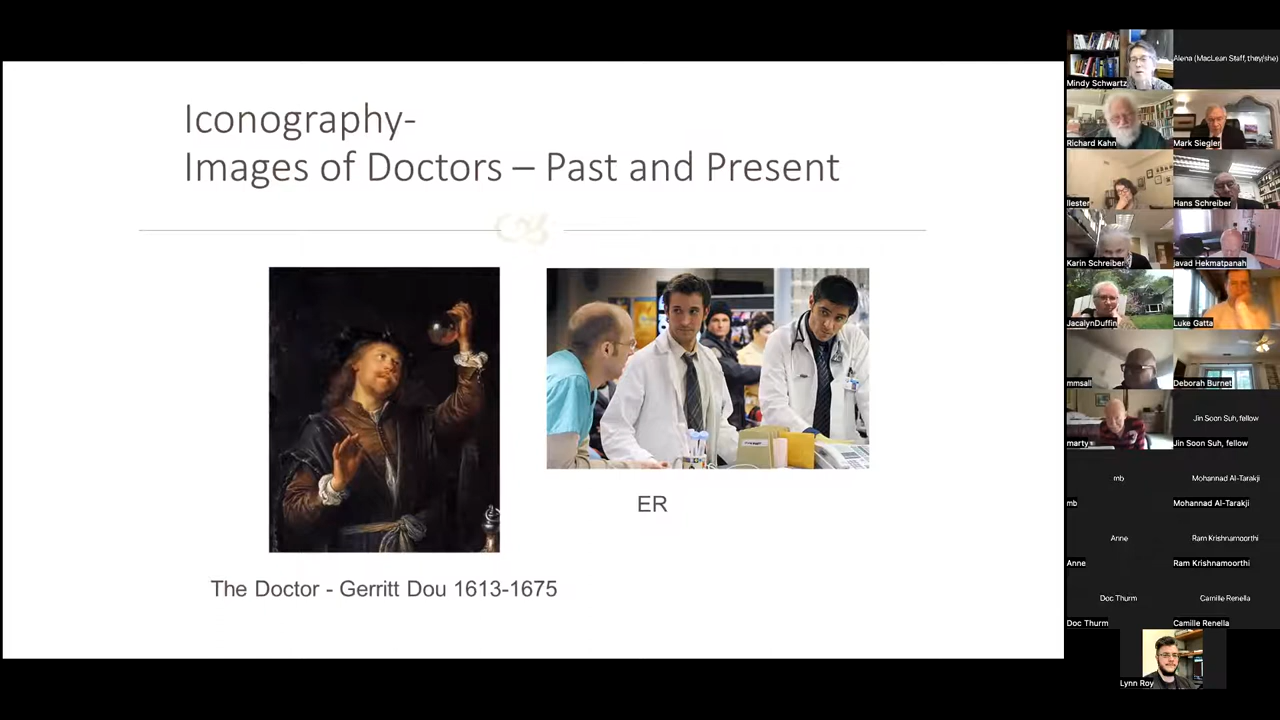 Iconography-
Images of Doctors – Past and Present
ER
The Doctor - Gerritt Dou 1613-1675
Mindy Schwartz
Alena (MacLean Staff, they/she)
Richard Kahn
Mark Siegler
llester
Hans Schreiber
Karin Schreiber
javad Hekmatpanah
JacalynDuffin
Luke Gatta
mmsall
Deborah Burnet
marty
Jin Soon Suh, fellow
Jin Soon Suh, fellow
mb
Mohannad Al-Tarakji
mb
Mohannad Al-Tarakji
Anne
Ram Krishnamoorthi
Anne
Ram Krishnamoorthi
Doc Thurm
Camille Renella
Doc Thurm
Camille Renella
Lynn Roy